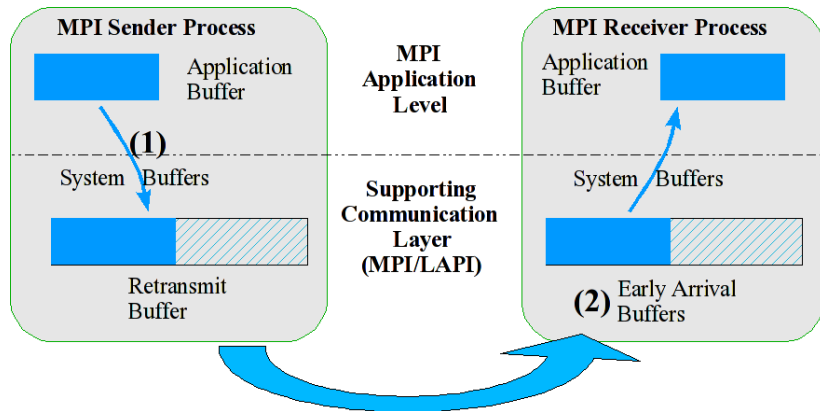 MPI Sender Process
Application
Buffer
(1)
System Buffers
Retransmit
Buffer
MPI
Application
Level
Supporting
Communication
Layer
(MPI/LAPI)
MPI Receiver Process
Application
Buffer
System Buffers
(2) Early Arrival
Buffers